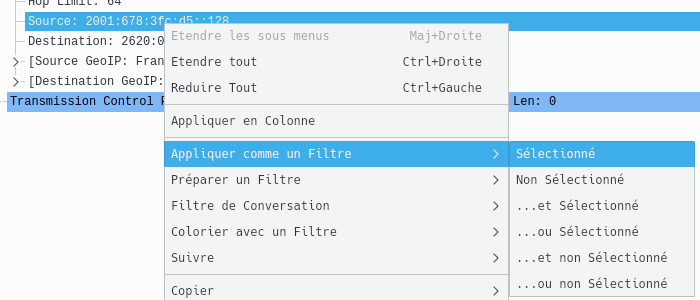 Hop Limit: 64
Source: 2001:678:3fc:d5::128
Destination: 2620:0
Etendre les sous menus Maj+Droite
Etendre tout Ctrl+Droite
[Source GeoIP: Fran
[Destination GeoIP:
Reduire Tout Ctrl+Gauche
Transmission Control P Len: 0
Appliquer en Colonne
Appliquer comme un Filtre
Préparer un Filtre
Filtre de Conversation
Colorier avec un Filtre
Suivre
Copier
Sélectionné
Non Sélectionné
...et Sélectionné
...ou Sélectionné
...et non Sélectionné
...ou non Sélectionné